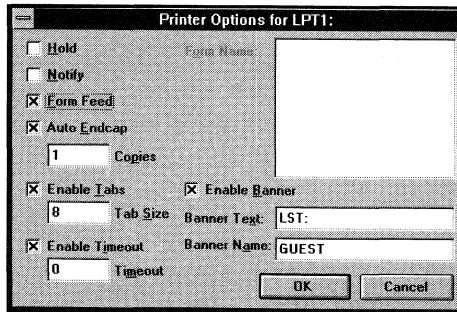 Printer Options for LPT1:
Hold
Form Name
Notify
Form Feed
Auto Endcap
1 Copies
Enable Tabs
Enable Banner
8 Tab Size
Banner Text: LST:
Enable Timeout
Banner Name: GUEST
0 Timeout
OK
Cancel